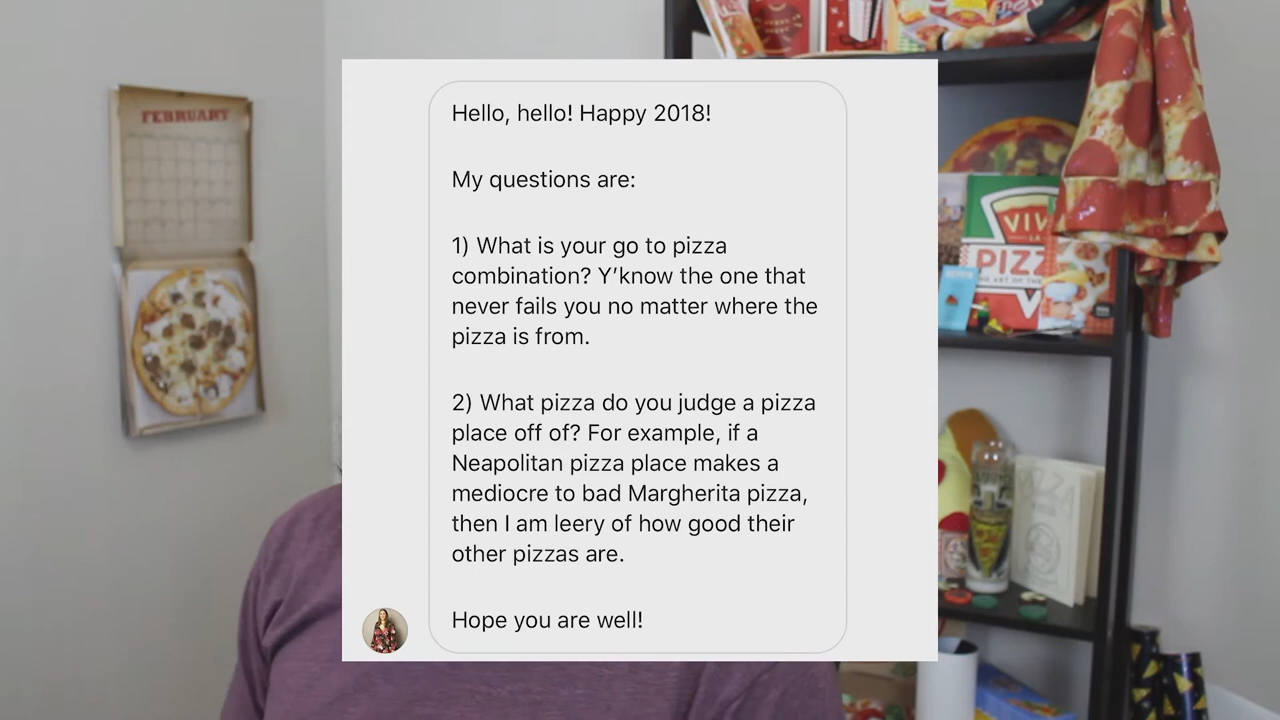 FEBRUARY
Hello, hello! Happy 2018!
My questions are:
1) What is your go to pizza
combination? Y’know the one that
never fails you no matter where the
pizza is from.
2) What pizza do you judge a pizza
place off of? For example, if a
Neapolitan pizza place makes a
mediocre to bad Margherita pizza,
then I am leery of how good their
other pizzas are.
Hope you are well!
PIZZA